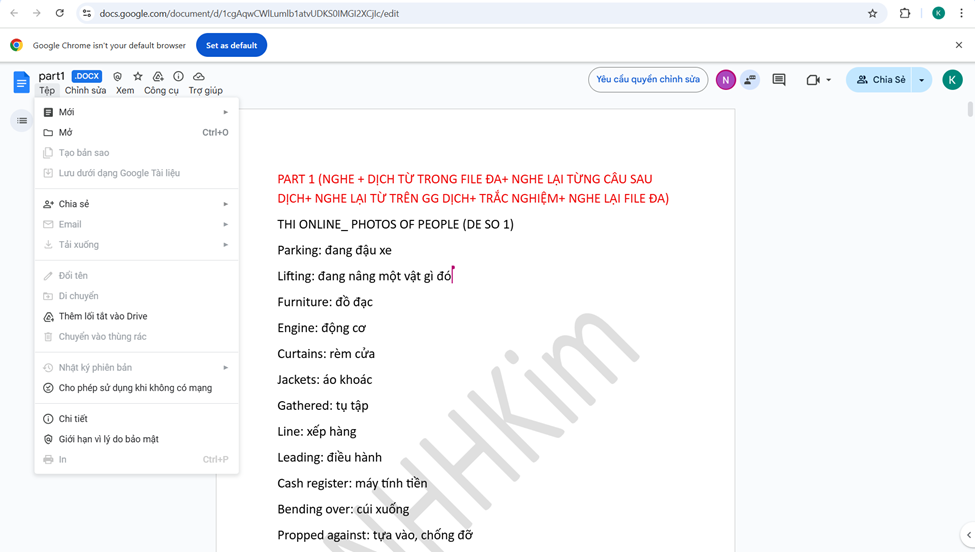 docs.google.com/document/d/1cgAqwCWlLumlb1atvUDKS0IMGI2XCjlc/edit
K
Google Chrome isn't your default browser
Set as default
part1 .DOCX
Tệp Chỉnh sửa Xem Công cụ Trợ giúp
Yêu cầu quyền chỉnh sửa
N
Chia Sẻ
K
Mới
Mở Ctrl+O
Tạo bản sao
Lưu dưới dạng Google Tài liệu
Chia sẻ
Email
Tải xuống
Đổi tên
Di chuyển
Thêm lối tắt vào Drive
Chuyển vào thùng rác
Nhật ký phiên bản
Cho phép sử dụng khi không có mạng
Chi tiết
Giới hạn vì lý do bảo mật
In Ctrl+P
PART 1 (NGHE + DỊCH TỪ TRONG FILE ĐA+ NGHE LẠI TỪNG CÂU SAU
DỊCH+ NGHE LẠI TỪ TRÊN GG DỊCH+ TRẮC NGHIỆM+ NGHE LẠI FILE ĐA)
THI ONLINE_ PHOTOS OF PEOPLE (DE SO 1)
Parking: đang đậu xe
Lifting: đang nâng một vật gì đó
Furniture: đồ đạc
Engine: động cơ
Curtains: rèm cửa
Jackets: áo khoác
Gathered: tụ tập
Line: xếp hàng
Leading: điều hành
Cash register: máy tính tiền
Bending over: cúi xuống
Propped against: tựa vào, chống đỡ
NHHKim